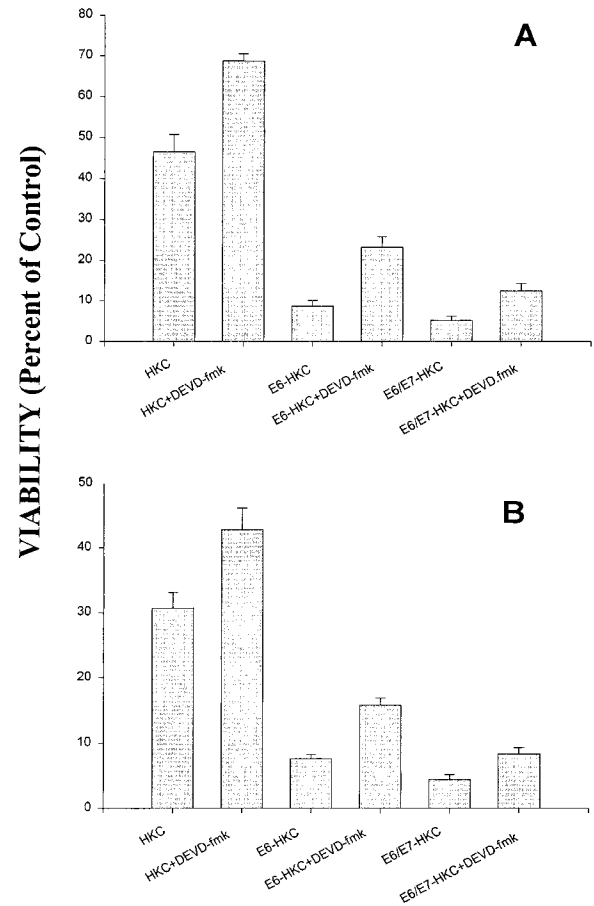 VIABILITY (Percent of Control)
A
80
70
60
50
40
30
20
10
0
HKC
HKC+DEVD-fmk
E6-HKC
E6-HKC+DEVD-fmk
E6/E7-HKC
E6/E7-HKC+DEVD.fmk
B
50
40
30
20
10
0
HKC
HKC+DEVD-fmk
E6-HKC
E6-HKC+DEVD-fmk
E6/E7-HKC
E6/E7-HKC+DEVD-fmk